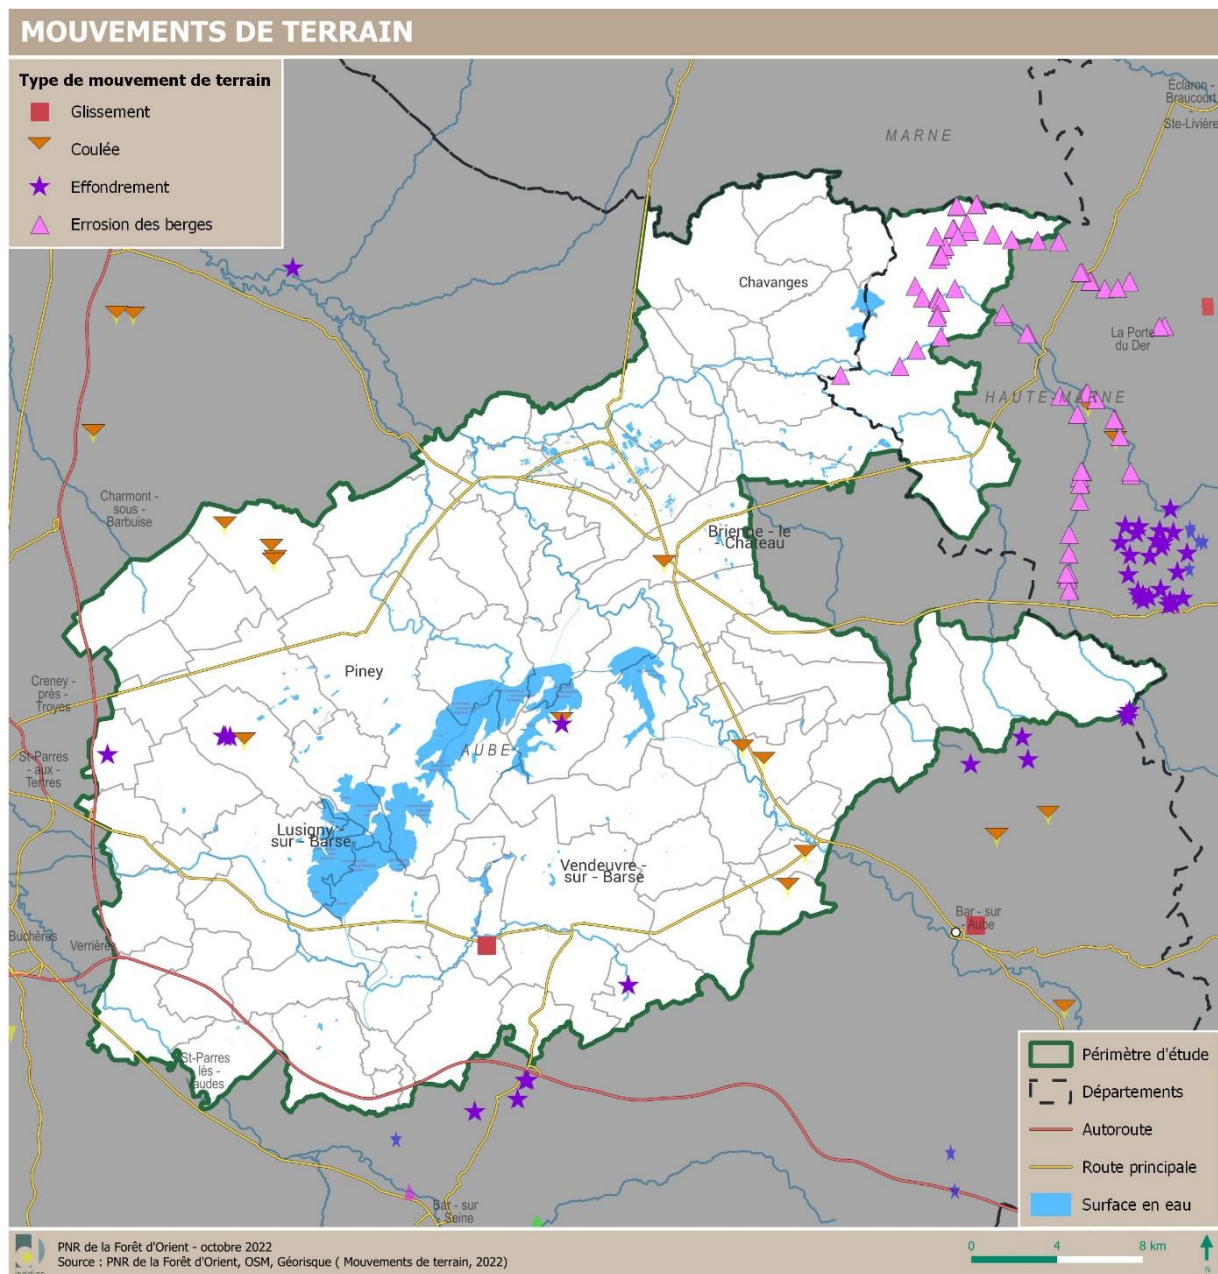 MOUVEMENTS DE TERRAIN
Type de mouvement de terrain
Glissement
Coulée
Effondrement
Errosion des berges
Éclaron -
Braucourt
-
Ste-Livière
MARNE
Chavanges
La Porte
du Der
HAUTE-MARNE
Charmont
sous -
Barbuise
Brienne - le
- Château
Piney
Creney -
près -
Troyes
AUBE
St-Parres
- aux -
Tertres
Lusigny -
sur - Barse
Vendeuvre -
sur - Barse
Bar - sur
- Aube
Buchères
Verrières
St-Parres
lès -
Vaudes
Bar - sur
- Seine
Périmètre d'étude
Départements
Autoroute
Route principale
Surface en eau
PNR de la Forêt d'Orient - octobre 2022
Source : PNR de la Forêt d'Orient, OSM, Géorisque ( Mouvements de terrain, 2022)
0 4 8 km
N